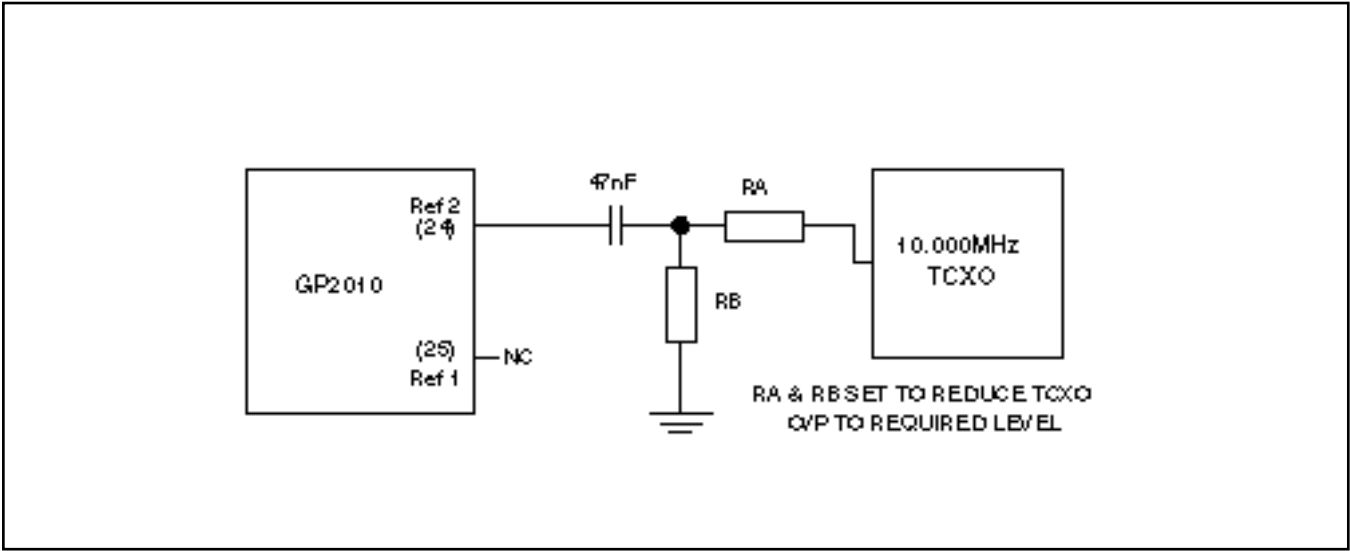 47nF
RA
Ref 2
(24)
10.000MHz
TCXO
GP2010
RB
(25)
NC
Ref 1
RA & RB SET TO REDUCE TCXO
O/P TO REQUIRED LEVEL